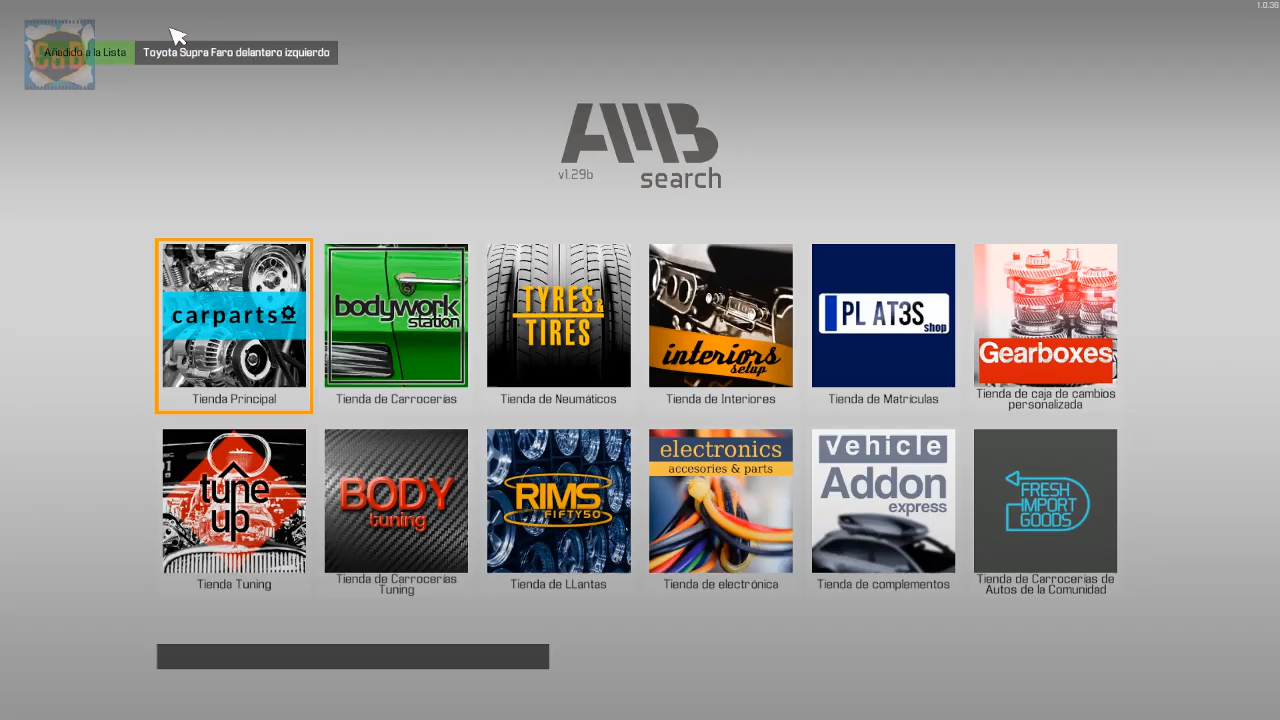 1.0.36
Añadido a la Lista
Toyota Supra Faro delantero izquierdo
AMB
v1.29b
search
carparts
bodywork
station
TYRES &
TIRES
interiors
setup
PL AT3S
shop
Gearboxes
Tienda Principal
Tienda de Carrocerías
Tienda de Neumáticos
Tienda de Interiores
Tienda de Matrículas
Tienda de caja de cambios
personalizada
tune
up
BODY
tuning
RIMS
FIFTY50
electronics
accesories & parts
vehicle
Addon
express
FRESH
IMPORT
GOODS
Tienda Tuning
Tienda de Carrocerías
Tuning
Tienda de LLantas
Tienda de electrónica
Tienda de complementos
Tienda de Carrocerías de
Autos de la Comunidad